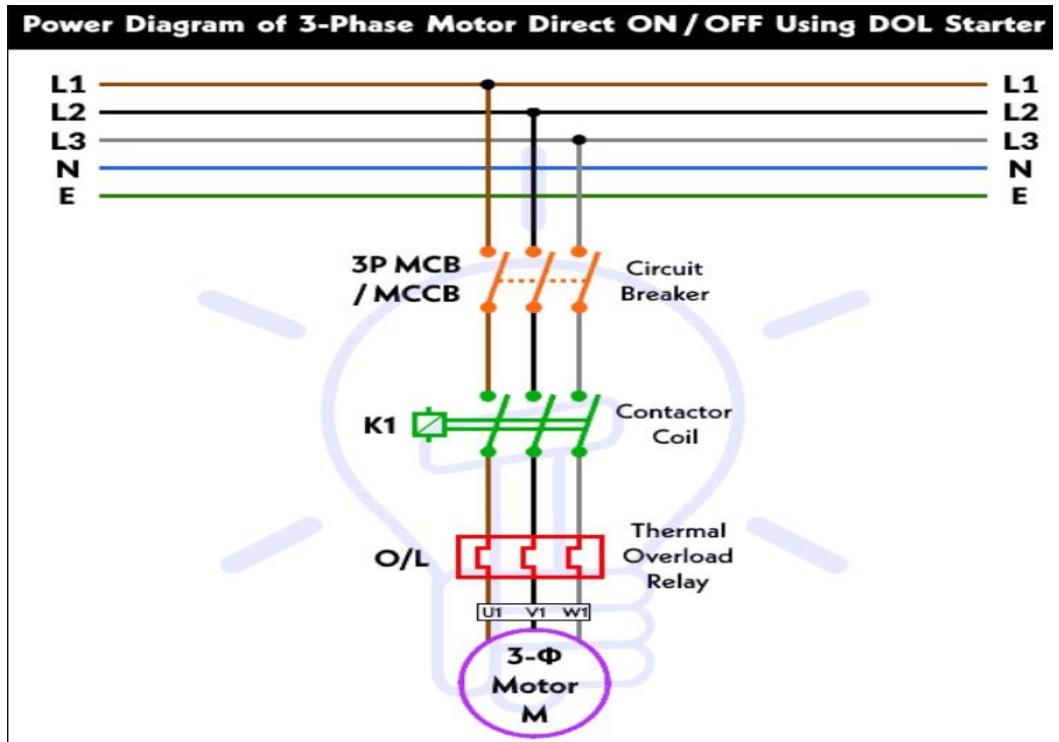 Power Diagram of 3-Phase Motor Direct ON / OFF Using DOL Starter
L1 L1
L2 L2
L3 L3
N N
E E
3P MCB
/ MCCB
Circuit
Breaker
K1
Contactor
Coil
O/L
Thermal
Overload
Relay
U1 V1 W1
3-Φ
Motor
M